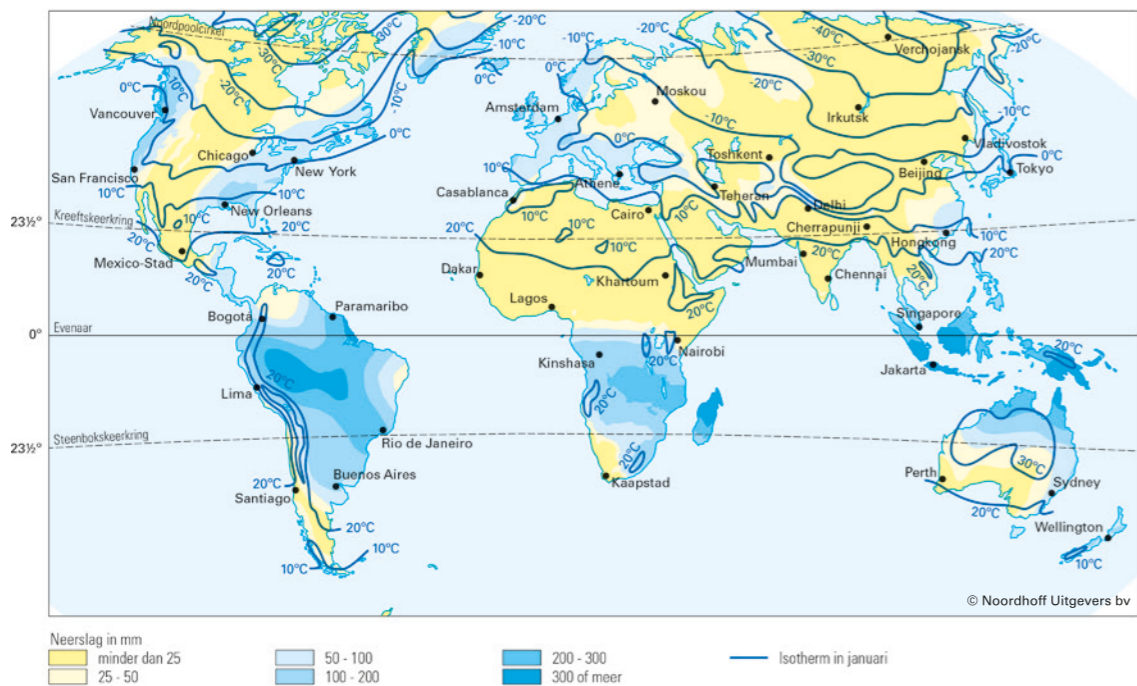 Noordpoolcirkel
-20°C
-30°C
-20°C
-10°C
-10°C
-40°C
-20°C
-30°C
-10°C
0°C
0°C
Verchojansk
0°C
-10°C
-20°C
-10°C
-30°C
-20°C
Vancouver
Amsterdam
Moskou
Irkutsk
-10°C
-10°C
0°C
0°C
Chicago
New York
10°C
Toshkent
Vladivostok
0°C
San Francisco
Casablanca
Athene
Teheran
Beijing
Tokyo
10°C
10°C
10°C
10°C
Cairo
10°C
Delhi
New Orleans
23½°
Kreeftskeerkring
20°C
20°C
20°C
10°C
10°C
Cherrapunji
Hongkong
10°C
Mexico-Stad
20°C
20°C
Mumbai
20°C
20°C
Dakar
Khartoum
Chennai
20°C
Paramaribo
Lagos
20°C
Bogotá
Singapore
0°
Evenaar
Nairobi
20°C
Kinshasa
20°C
Jakarta
20°C
Lima
20°C
Rio de Janeiro
Steenbokskeerkring
23½°
20°C
30°C
20°C
Buenos Aires
Santiago
Kaapstad
Perth
Sydney
20°C
20°C
Wellington
10°C
10°C
10°C
© Noordhoff Uitgevers bv
Neerslag in mm
minder dan 25
50 - 100
200 - 300
Isotherm in januari
25 - 50
100 - 200
300 of meer